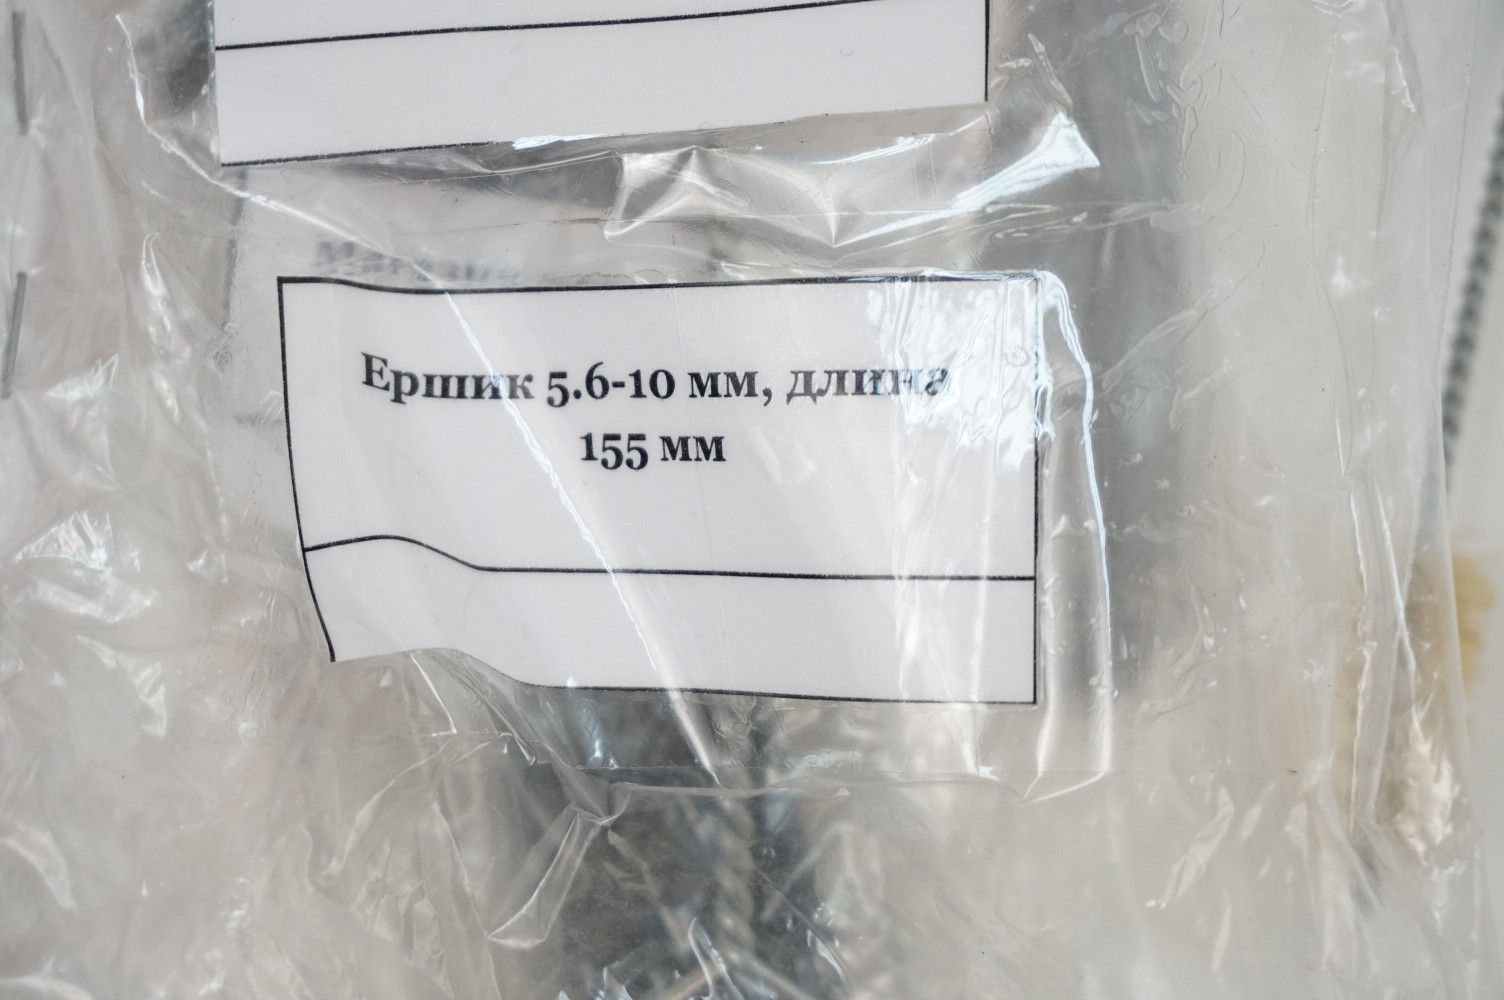 Ершик 5.6-10 мм, длина
155 мм